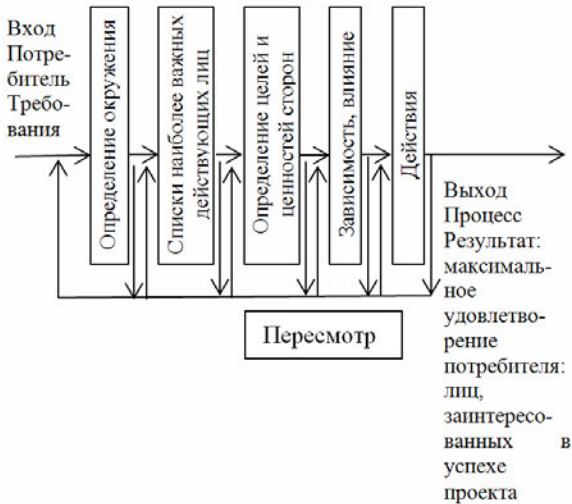 Вход
Потре-
битель
Требо-
вания
Определение окружения
Списки наиболее важных
действующих лиц
Определение целей и
ценностей сторон
Зависимость, влияние
Действия
Выход
Процесс
Результат:
максималь-
ное
удовлетво-
рение
потребителя:
лиц,
заинтересо-
ванных в
успехе
проекта
Пересмотр